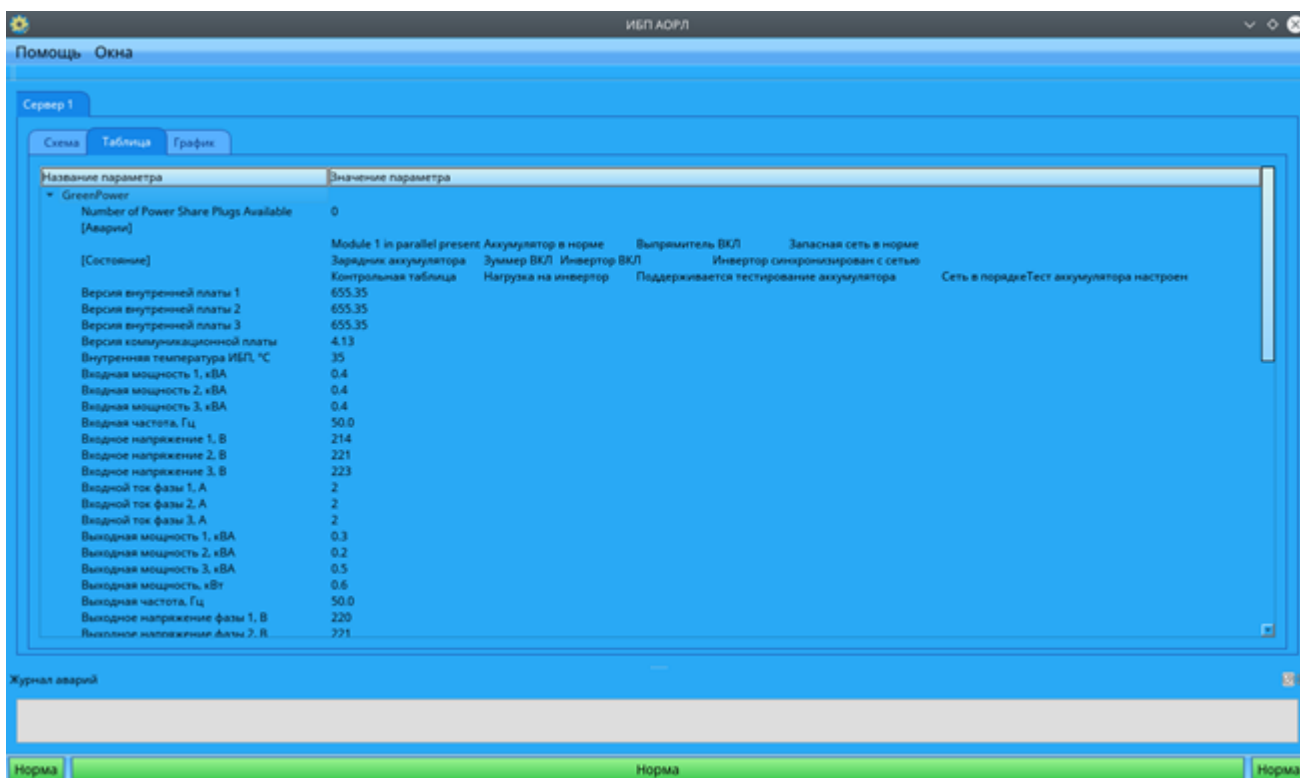 ИБП АОРЛ
Помощь Окна
Сервер 1
Схема Таблица График
Название параметра Значение параметра
GreenPower
Number of Power Share Plugs Available 0
[Аварии]
Module 1 in parallel present Аккумулятор в норме Выпрямитель ВКЛ Запасная сеть в норме
[Состояние] Зарядник аккумулятора Зуммер ВКЛ Инвертор ВКЛ Инвертор синхронизирован с сетью
Контрольная таблица Нагрузка на инвертор Поддерживается тестирование аккумулятора Сеть в порядкеТест аккумулятора настроен
Версия внутренней платы 1 655.35
Версия внутренней платы 2 655.35
Версия внутренней платы 3 655.35
Версия коммуникационной платы 4.13
Внутренняя температура ИБП, °C 35
Входная мощность 1, кВА 0.4
Входная мощность 2, кВА 0.4
Входная мощность 3, кВА 0.4
Входная частота, Гц 50.0
Входное напряжение 1, В 214
Входное напряжение 2, В 221
Входное напряжение 3, В 223
Входной ток фазы 1, А 2
Входной ток фазы 2, А 2
Входной ток фазы 3, А 2
Выходная мощность 1, кВА 0.3
Выходная мощность 2, кВА 0.2
Выходная мощность 3, кВА 0.5
Выходная мощность, кВт 0.6
Выходная частота, Гц 50.0
Выходное напряжение фазы 1, В 220
Выходное напряжение фазы 2, В 221
Журнал аварий
Норма Норма Норма